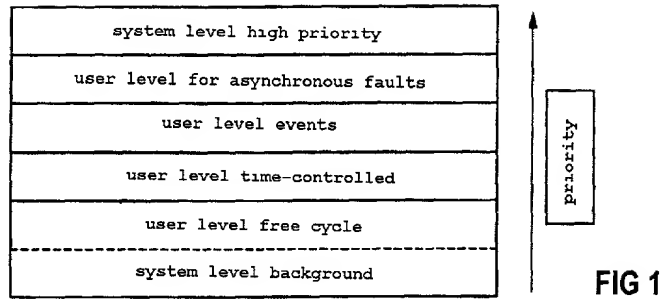 system level high priority
user level for asynchronous faults
user level events
user level time-controlled
user level free cycle
system level background
priority
FIG 1